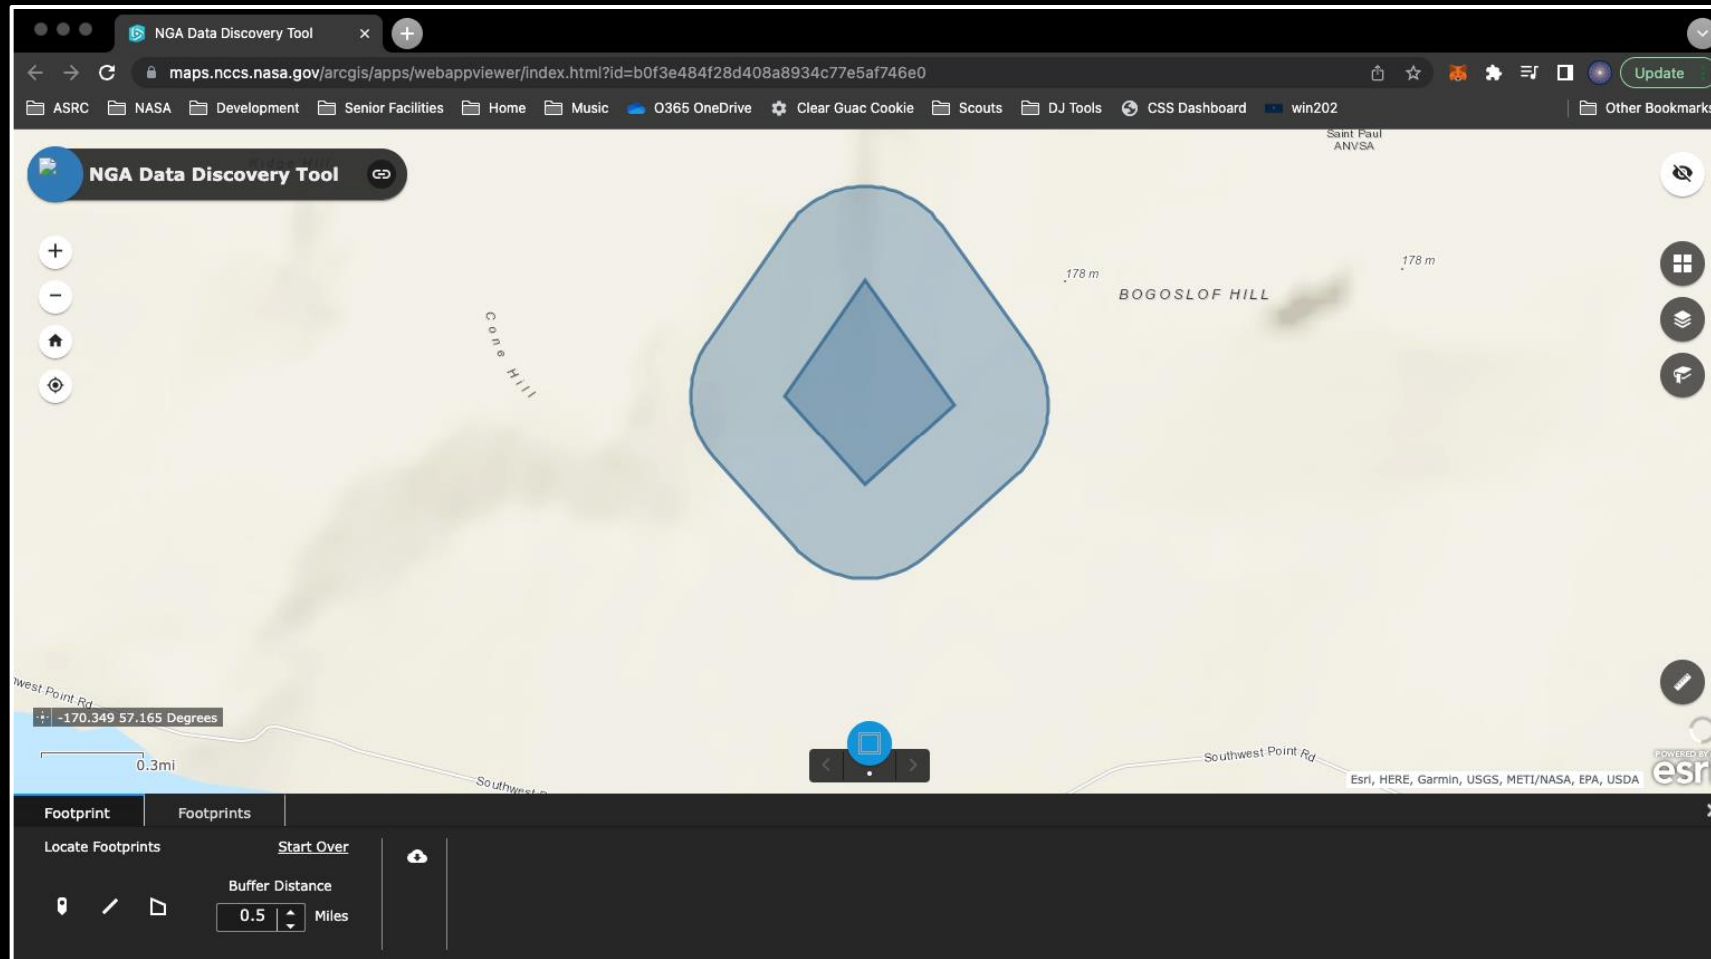 NGA Data Discovery Tool
maps.nccs.nasa.gov/arcgis/apps/webappviewer/index.html?id=b0f3e484f28d408a8934c77e5af746e0
Update
ASRC NASA Development Senior Facilities Home Music O365 OneDrive Clear Guac Cookie Scouts DJ Tools CSS Dashboard win202 Other Bookmarks
Saint Paul
ANVSA
NGA Data Discovery Tool
178 m
178 m
BOGOSLOF HILL
Cone Hill
west Point Rd
-170.349 57.165 Degrees
0.3mi
Southwest Point Rd
POWERED BY
esri
Esri, HERE, Garmin, USGS, METI/NASA, EPA, USDA
Footprint Footprints
Locate Footprints Start Over
Buffer Distance
0.5 Miles